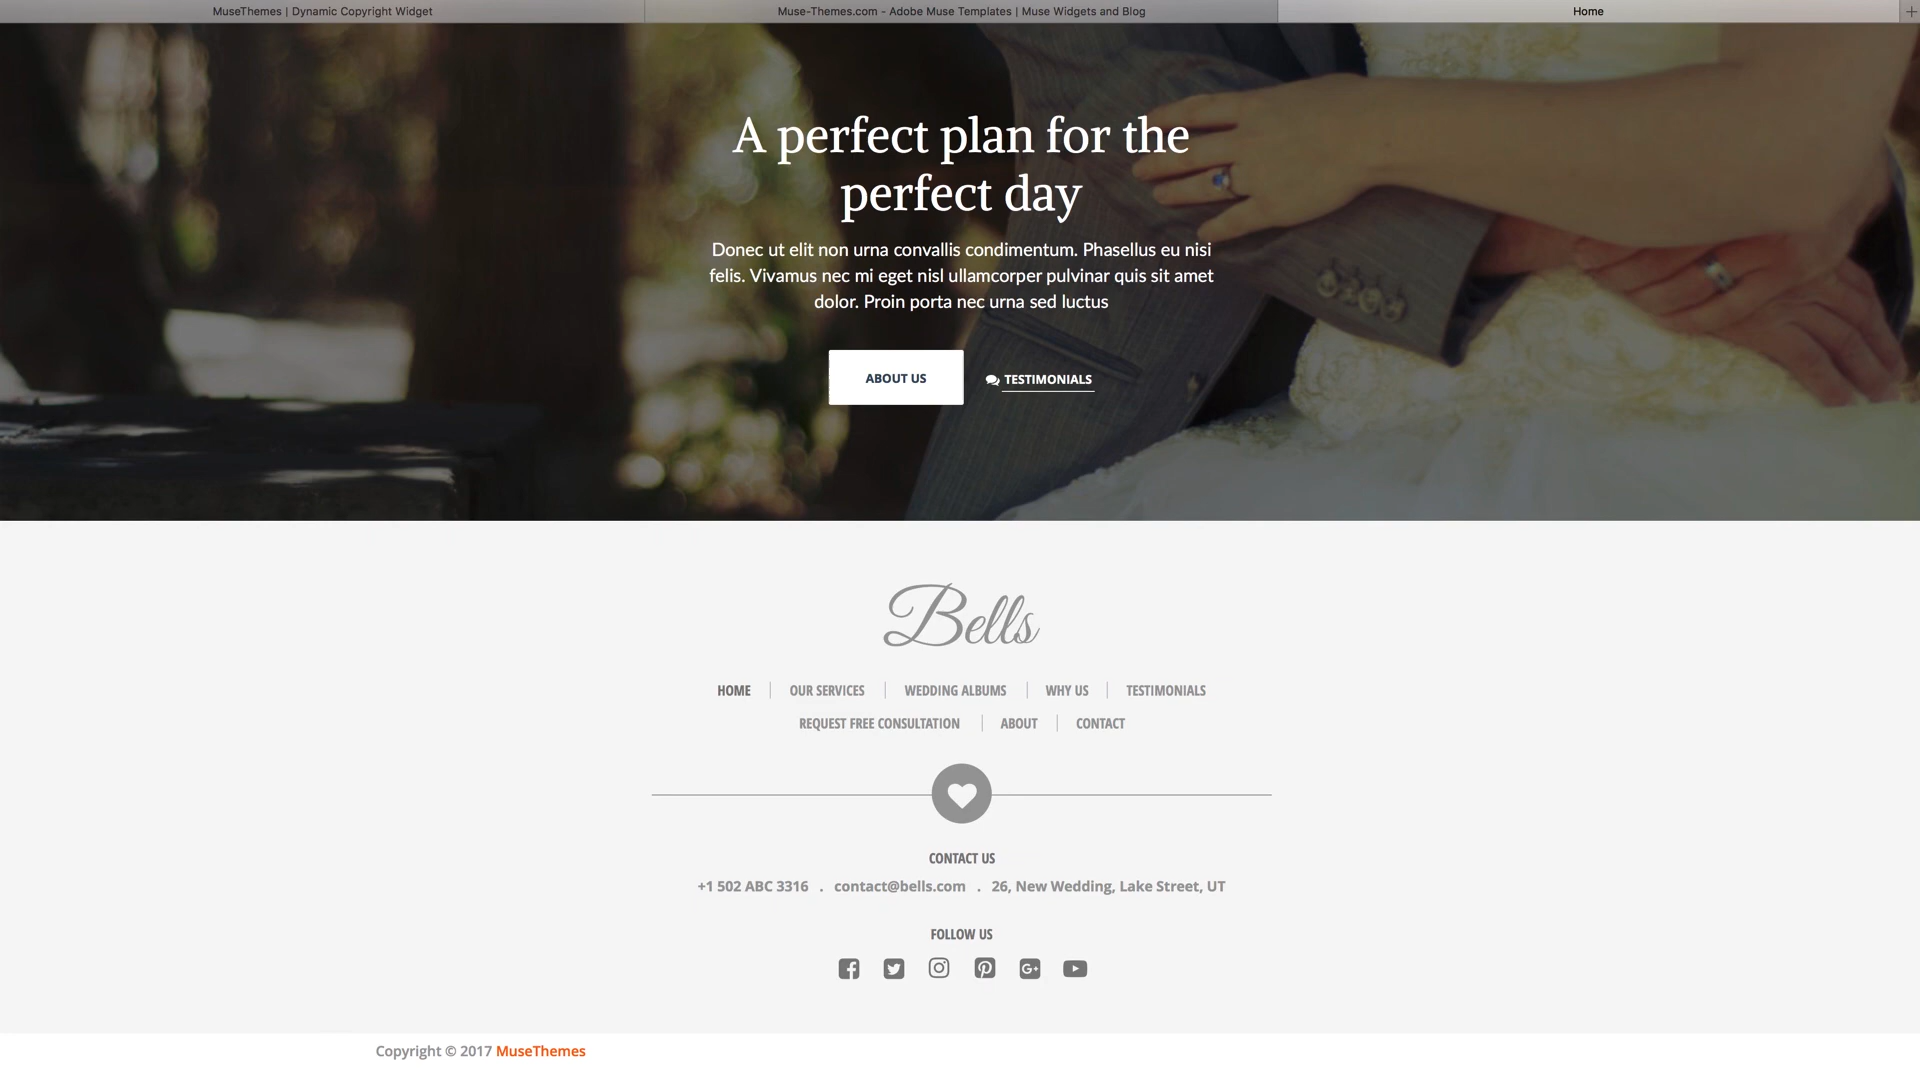 MuseThemes | Dynamic Copyright Widget
Muse-Themes.com - Adobe Muse Templates | Muse Widgets and Blog
Home
A perfect plan for the
perfect day
Donec ut elit non urna convallis condimentum. Phasellus eu nisi
felis. Vivamus nec mi eget nisl ullamcorper pulvinar quis sit amet
dolor. Proin porta nec urna sed luctus
ABOUT US
TESTIMONIALS
Bells
HOME OUR SERVICES WEDDING ALBUMS WHY US TESTIMONIALS
REQUEST FREE CONSULTATION ABOUT CONTACT
CONTACT US
+1 502 ABC 3316 . contact@bells.com . 26, New Wedding, Lake Street, UT
FOLLOW US
Copyright © 2017 MuseThemes